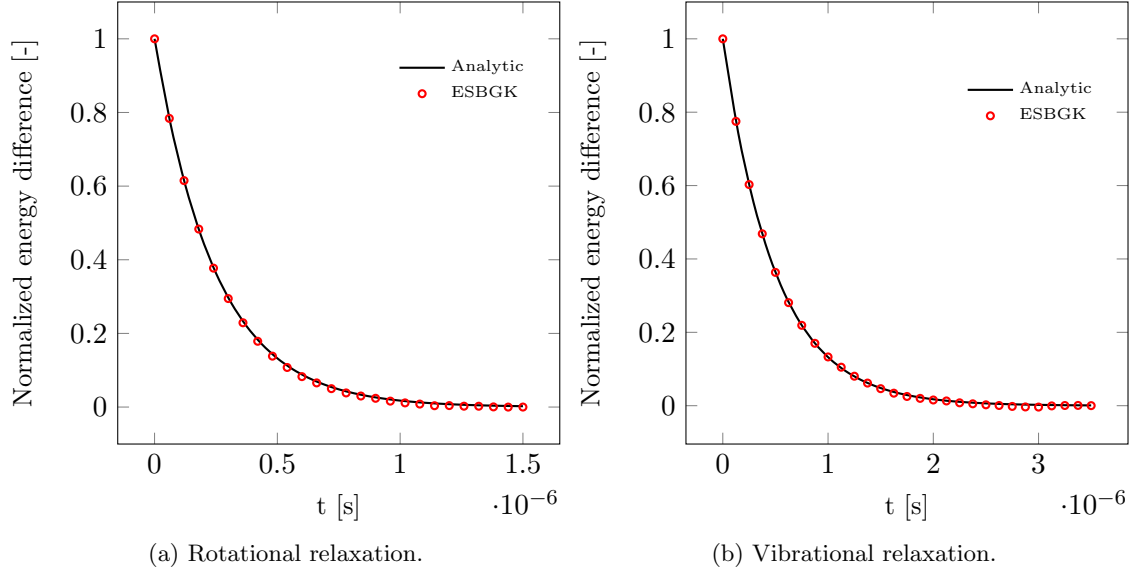 Normalized energy difference [-]
1
0.8
0.6
0.4
0.2
0
Analytic
ESBGK
0
0.5
1
1.5
·10⁻⁶
t [s]
(a) Rotational relaxation.
Normalized energy difference [-]
1
0.8
0.6
0.4
0.2
0
Analytic
ESBGK
0
1
2
3
·10⁻⁶
t [s]
(b) Vibrational relaxation.